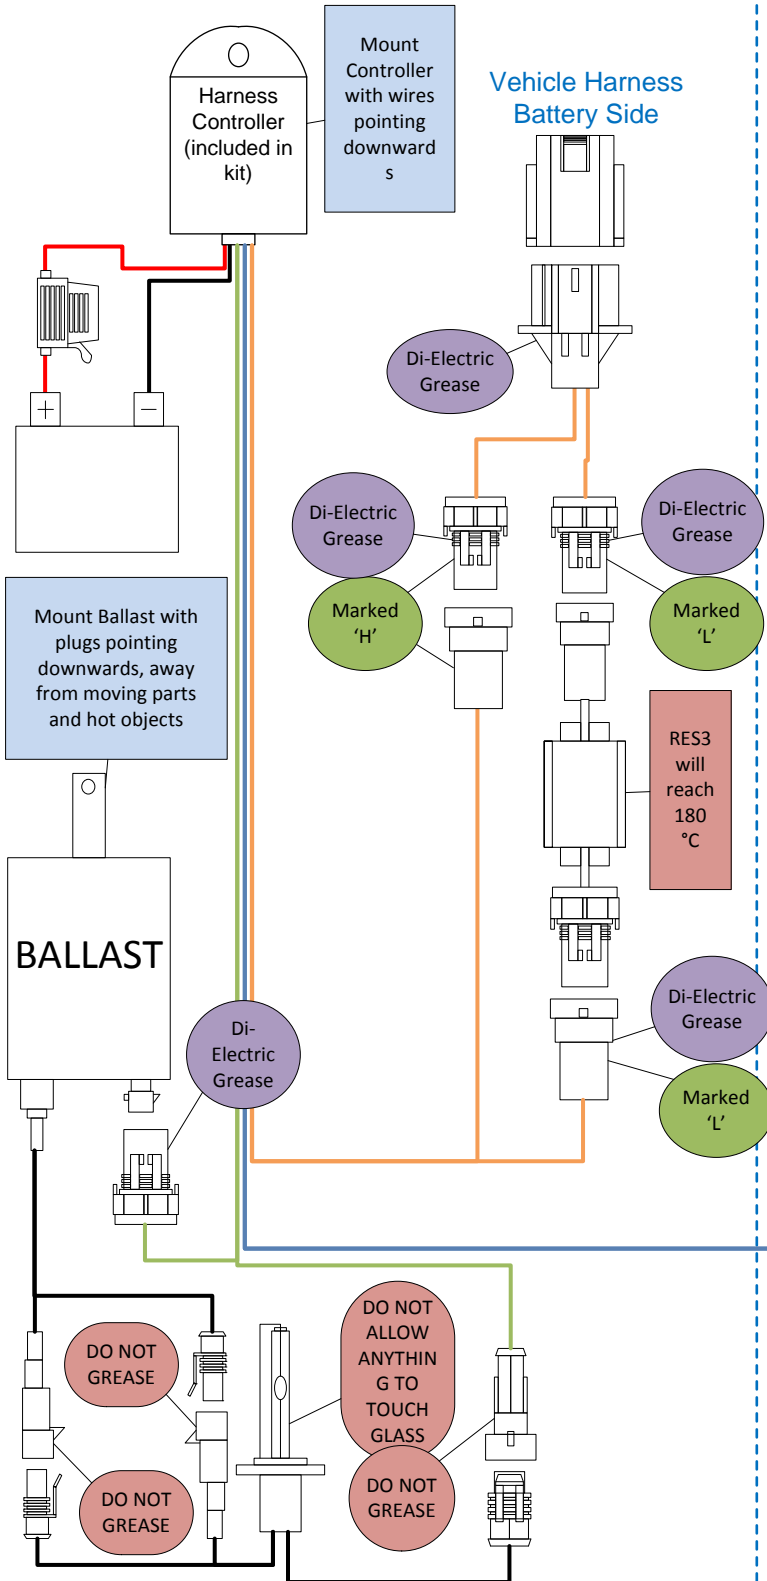 Mount
Controller
with wires
pointing
downward
s
Harness
Controller
(included in
kit)
Vehicle Harness
Battery Side
Di-Electric
Grease
+
−
Di-Electric
Grease
Di-Electric
Grease
Marked
‘H’
Marked
‘L’
Mount Ballast with
plugs pointing
downwards, away
from moving parts
and hot objects
RES3
will
reach
180
°C
BALLAST
Di-Electric
Grease
Di-
Electric
Grease
Marked
‘L’
DO NOT
ALLOW
ANYTHIN
G TO
TOUCH
GLASS
DO NOT
GREASE
DO NOT
GREASE
DO NOT
GREASE